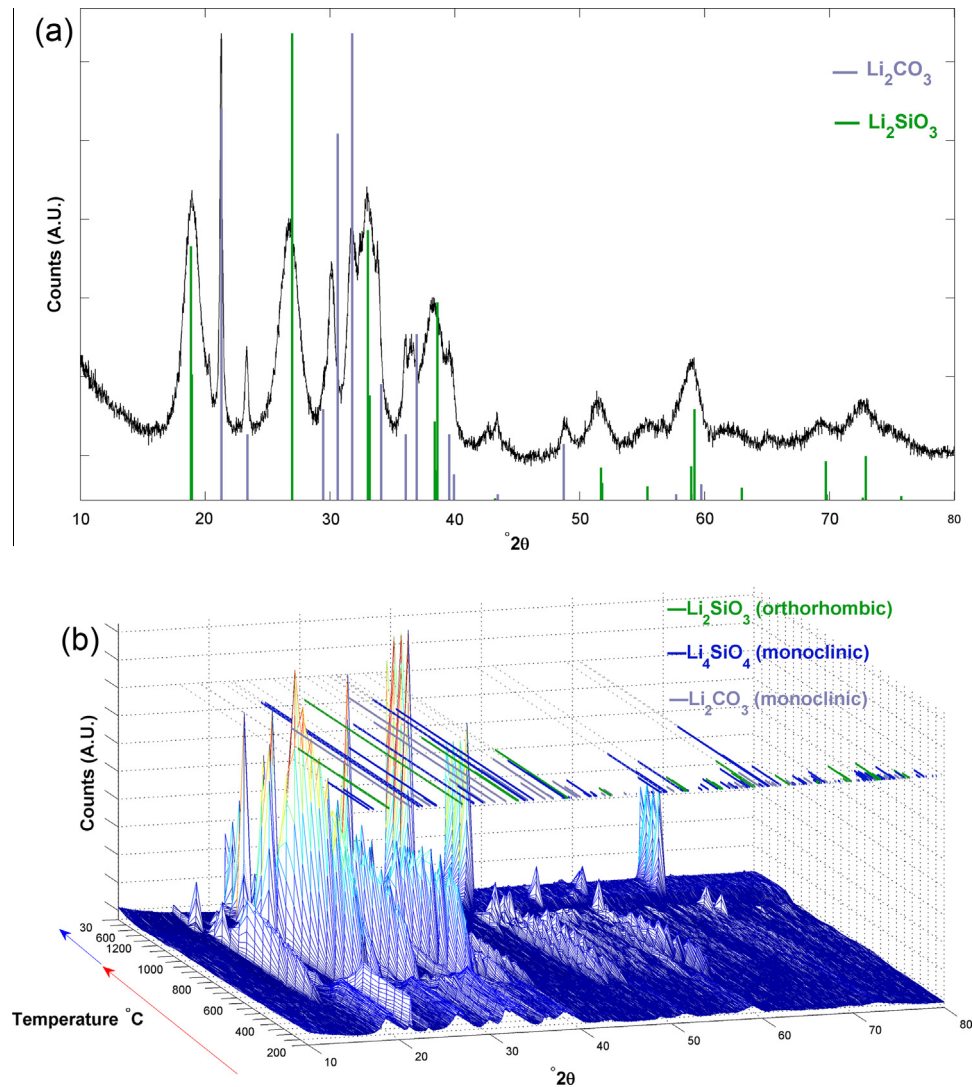 (a)
Li₂CO₃
Li₂SiO₃
Counts (A.U.)
10 20 30 40 50 60 70 80
°2θ
(b)
Li₂SiO₃ (orthorhombic)
Li₄SiO₄ (monoclinic)
Li₂CO₃ (monoclinic)
Counts (A.U.)
30
600
1200
1000
800
600
400
200
Temperature °C
10 20 30 40 50 60 70 80
°2θ